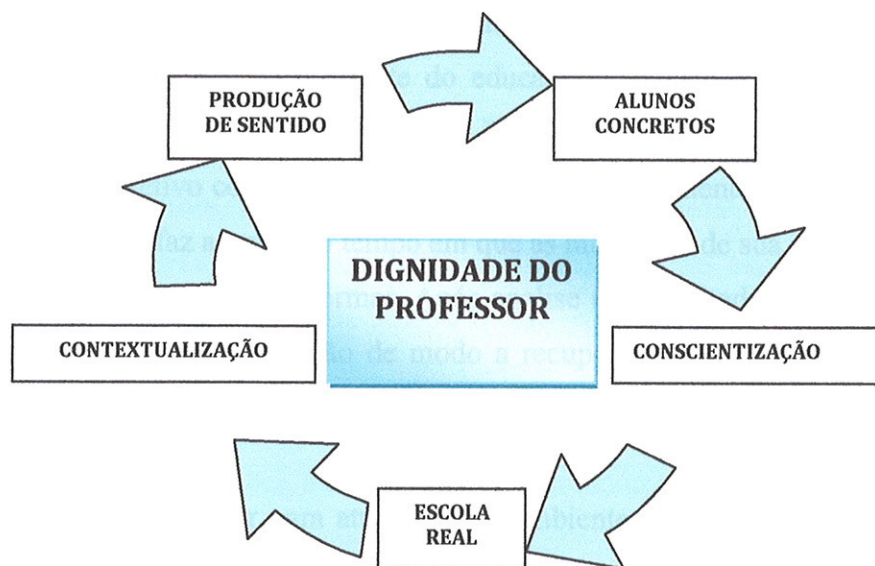 PRODUÇÃO
DE SENTIDO
ALUNOS
CONCRETOS
DIGNIDADE DO
PROFESSOR
CONTEXTUALIZAÇÃO
CONSCIENTIZAÇÃO
ESCOLA
REAL